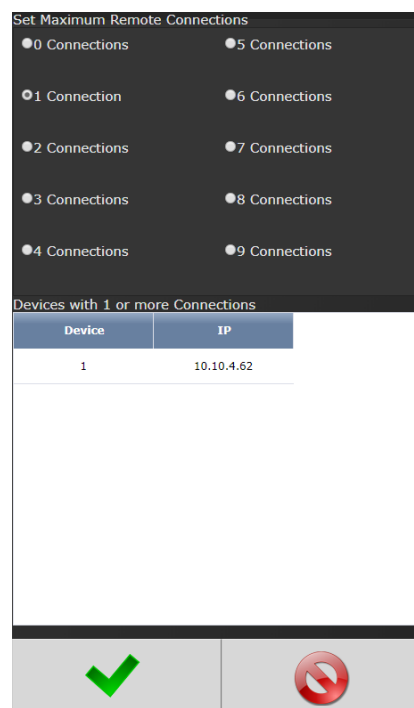 Set Maximum Remote Connections
0 Connections
5 Connections
1 Connection
6 Connections
2 Connections
7 Connections
3 Connections
8 Connections
4 Connections
9 Connections
Devices with 1 or more Connections
Device IP
1 10.10.4.62